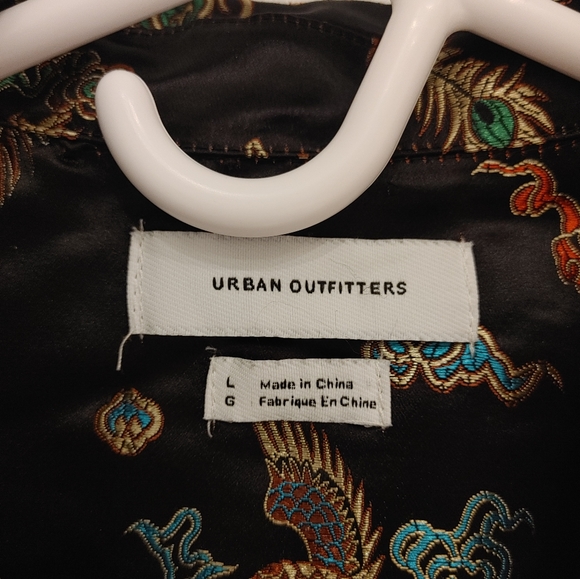 URBAN OUTFITTERS
L Made in China
G Fabrique En Chine